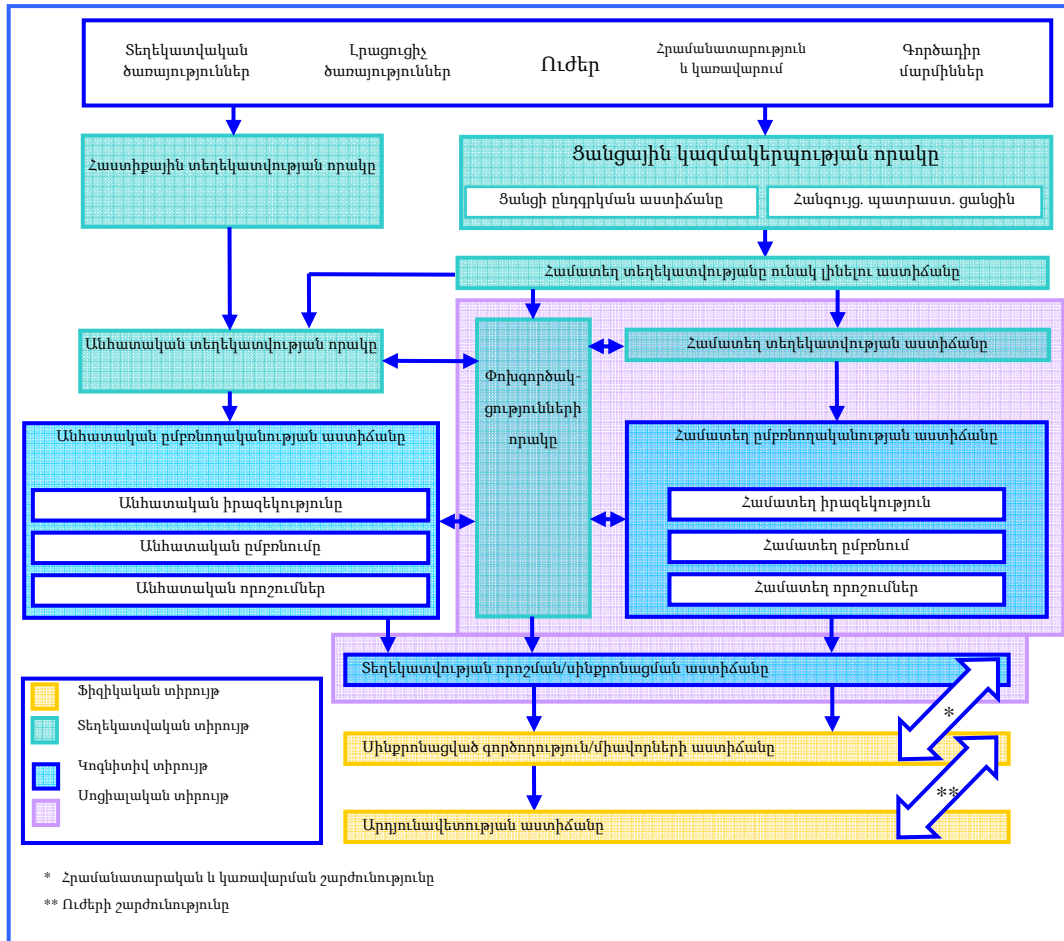 Տեղեկատվական
ծառայություններ
Լրացուցիչ
ծառայություններ
Ուժեր
Հրամանատարություն
և կառավարում
Գործադիր
մարմիններ
Հաստիքային տեղեկատվության որակը
Ցանցային կազմակերպության որակը
Ցանցի ընդգրկման աստիճանը
Հանգույց. պատրաստ. ցանցին
Համատեղ տեղեկատվությանը ունակ լինելու աստիճանը
Անհատական տեղեկատվության որակը
Փոխգործակ-
ցությունների
որակը
Համատեղ տեղեկատվության աստիճանը
Անհատական ըմբռնողականության աստիճանը
Անհատական իրազեկությունը
Անհատական ըմբռնումը
Անհատական որոշումներ
Համատեղ ըմբռնողականության աստիճանը
Համատեղ իրազեկություն
Համատեղ ըմբռնում
Համատեղ որոշումներ
Տեղեկատվության որոշման/սինքրոնացման աստիճանը
*
Սինքրոնացված գործողություն/միավորների աստիճանը
**
Արդյունավետության աստիճանը
Ֆիզիկական տիրույթ
Տեղեկատվական տիրույթ
Կոգնիտիվ տիրույթ
Սոցիալական տիրույթ
* Հրամանատարական և կառավարման շարժունությունը
** Ուժերի շարժունությունը